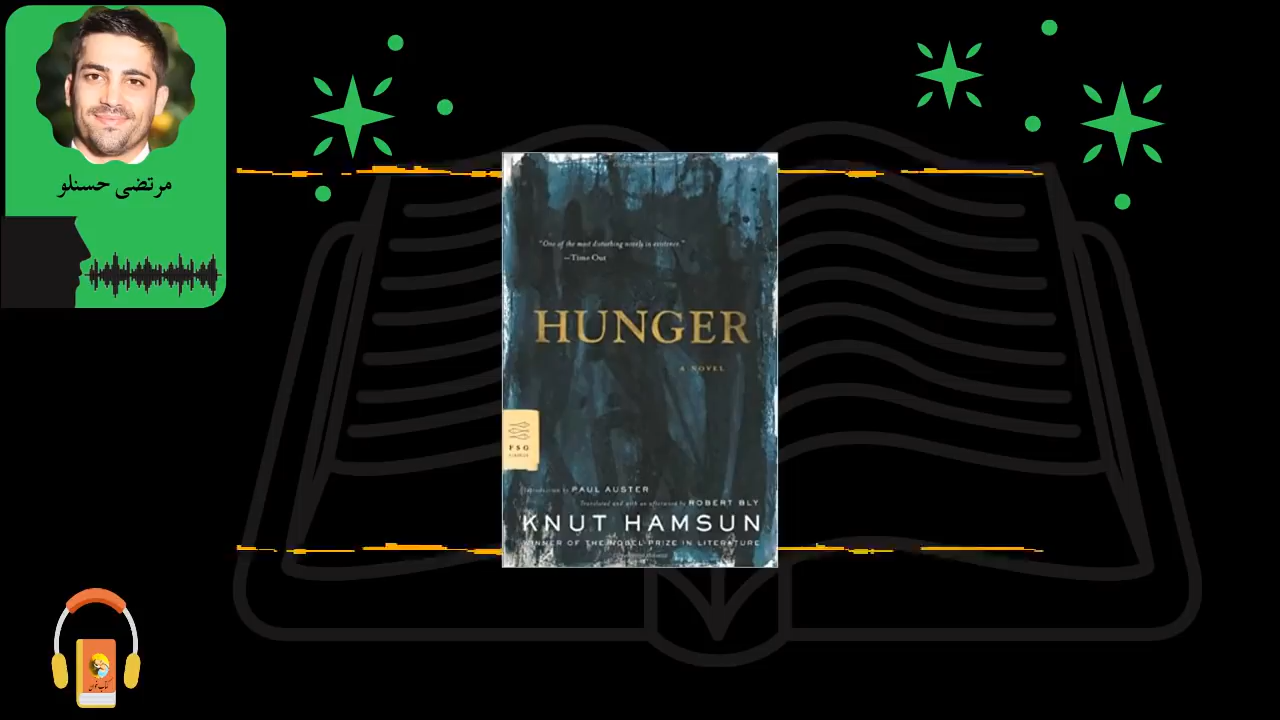 مرتضی حسنلو
"One of the most disturbing novels in existence."
—Time Out
HUNGER
A NOVEL
FSG
CLASSICS
Introduction by PAUL AUSTER
Translated and with an afterword by ROBERT BLY
KNUT HAMSUN
WINNER OF THE NOBEL PRIZE IN LITERATURE